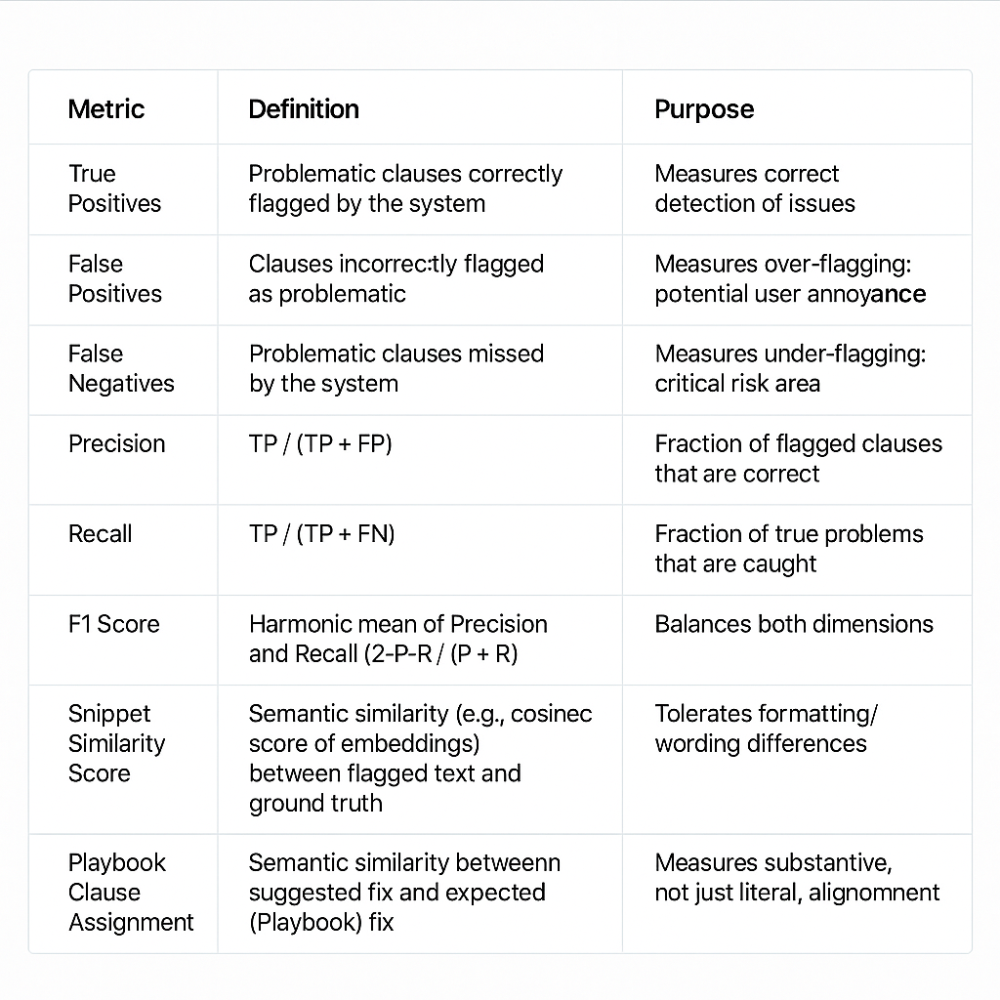 Metric Definition Purpose
True
Positives
Problematic clauses correctly
flagged by the system
Measures correct
detection of issues
False
Positives
Clauses incorrec:tly flagged
as problematic
Measures over-flagging:
potential user annoyance
False
Negatives
Problematic clauses missed
by the system
Measures under-flagging:
critical risk area
Precision
TP / (TP + FP)
Fraction of flagged clauses
that are correct
Recall
TP / (TP + FN)
Fraction of true problems
that are caught
F1 Score
Harmonic mean of Precision
and Recall (2-P-R / (P + R)
Balances both dimensions
Snippet
Similarity
Score
Semantic similarity (e.g., cosinec
score of embeddings)
between flagged text and
ground truth
Tolerates formatting/
wording differences
Playbook
Clause
Assignment
Semantic similarity betweenn
suggested fix and expected
(Playbook) fix
Measures substantive,
not just literal, alignomnent